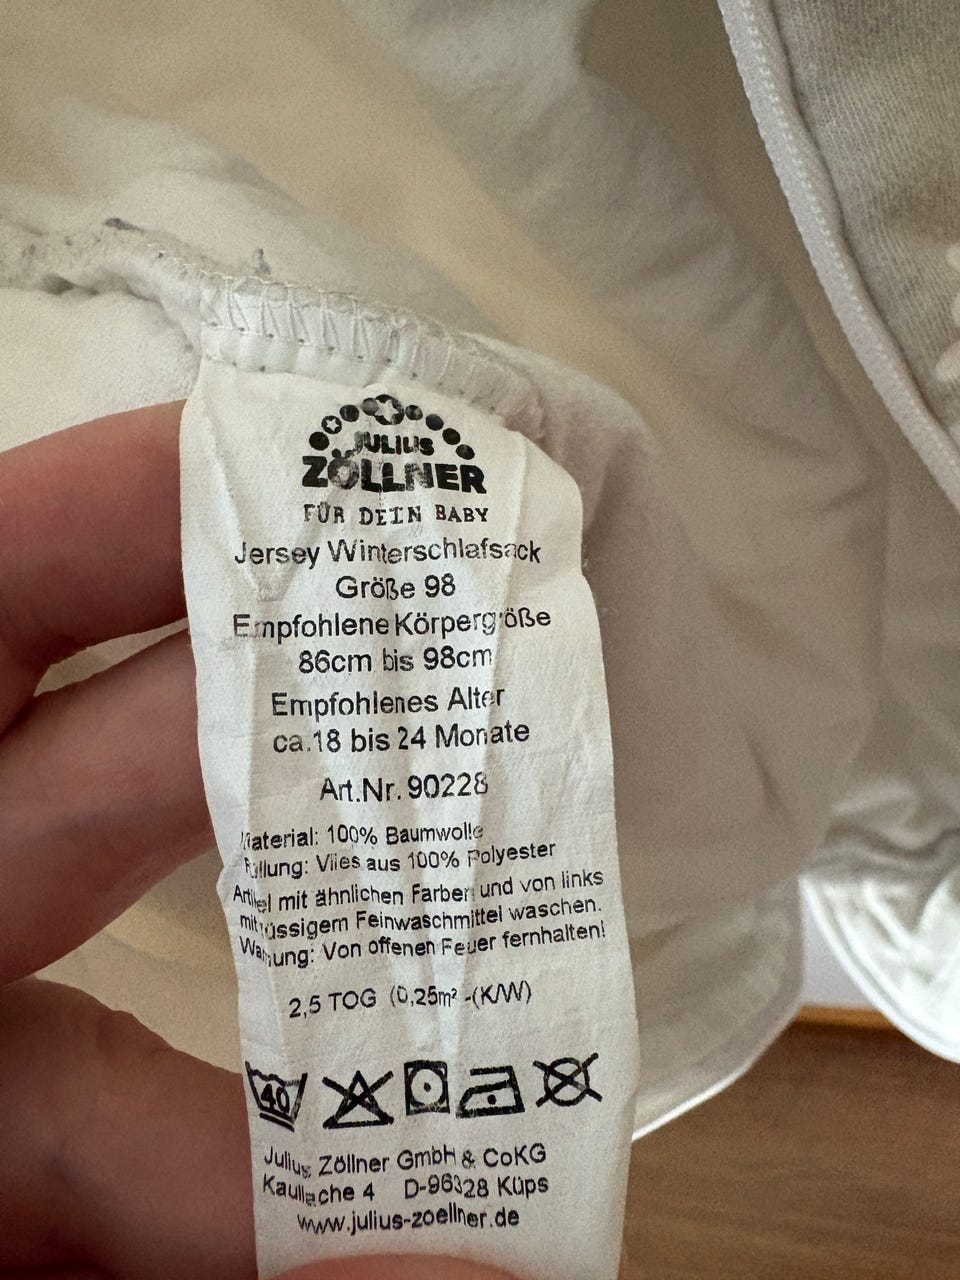 JULIUS
ZÖLLNER
FÜR DEIN BABY
Jersey Winterschlafsack
Größe 98
Empfohlene Körpergröße
86cm bis 98cm
Empfohlenes Alter
ca.18 bis 24 Monate
Art.Nr. 90228
Material: 100% Baumwolle
Füllung: Vlies aus 100% Polyester
Artikel mit ähnlichen Farben und von links
mit flüssigem Feinwaschmittel waschen.
Warnung: Von offenen Feuer fernhalten!
2,5 TOG (0,25m² -(K/W)
40
Julius Zöllner GmbH & CoKG
Kaullache 4 D-96328 Küps
www.julius-zoellner.de